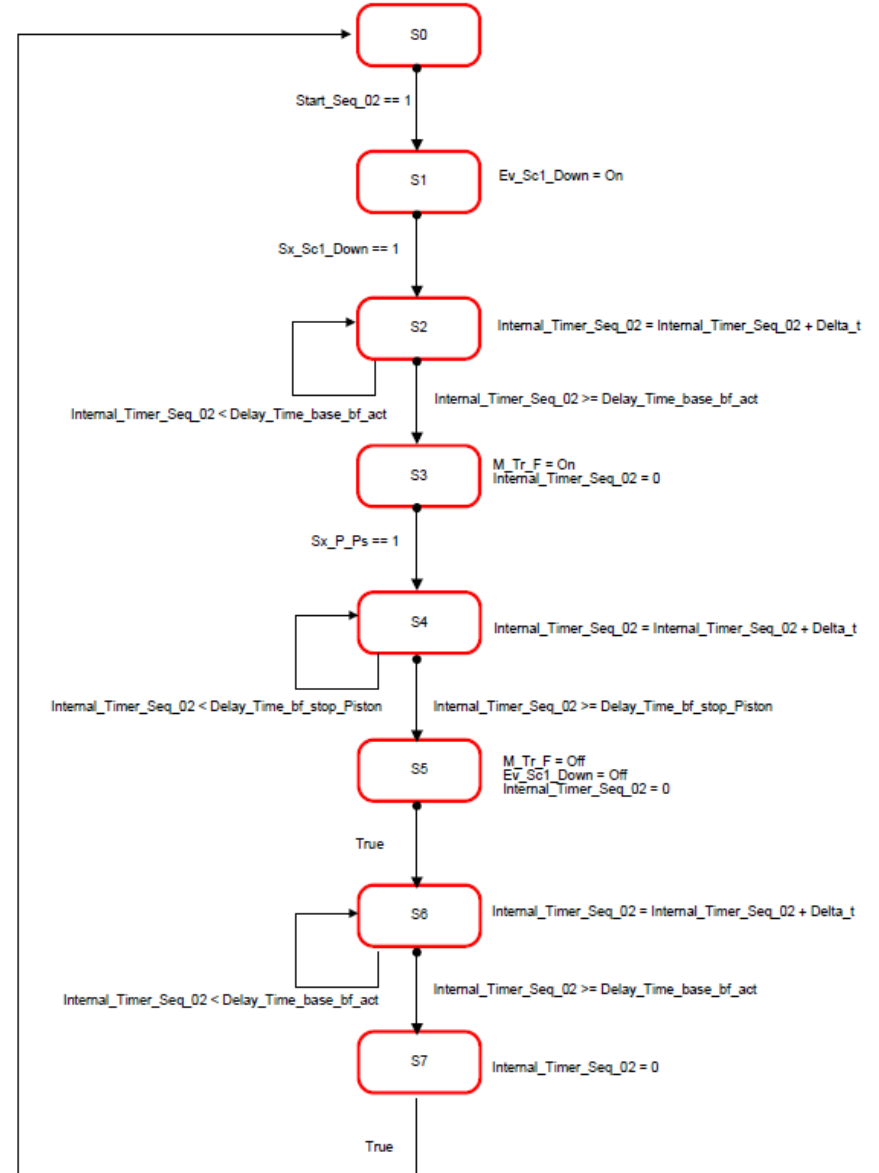 S0
Start_Seq_02 == 1
S1
Ev_Sc1_Down = On
Sx_Sc1_Down == 1
S2
Internal_Timer_Seq_02 = Internal_Timer_Seq_02 + Delta_t
Internal_Timer_Seq_02 < Delay_Time_base_bf_act
Internal_Timer_Seq_02 >= Delay_Time_base_bf_act
S3
M_Tr_F = On
Internal_Timer_Seq_02 = 0
Sx_P_Ps == 1
S4
Internal_Timer_Seq_02 = Internal_Timer_Seq_02 + Delta_t
Internal_Timer_Seq_02 < Delay_Time_bf_stop_Piston
Internal_Timer_Seq_02 >= Delay_Time_bf_stop_Piston
S5
M_Tr_F = Off
Ev_Sc1_Down = Off
Internal_Timer_Seq_02 = 0
True
S6
Internal_Timer_Seq_02 = Internal_Timer_Seq_02 + Delta_t
Internal_Timer_Seq_02 < Delay_Time_base_bf_act
Internal_Timer_Seq_02 >= Delay_Time_base_bf_act
S7
Internal_Timer_Seq_02 = 0
True